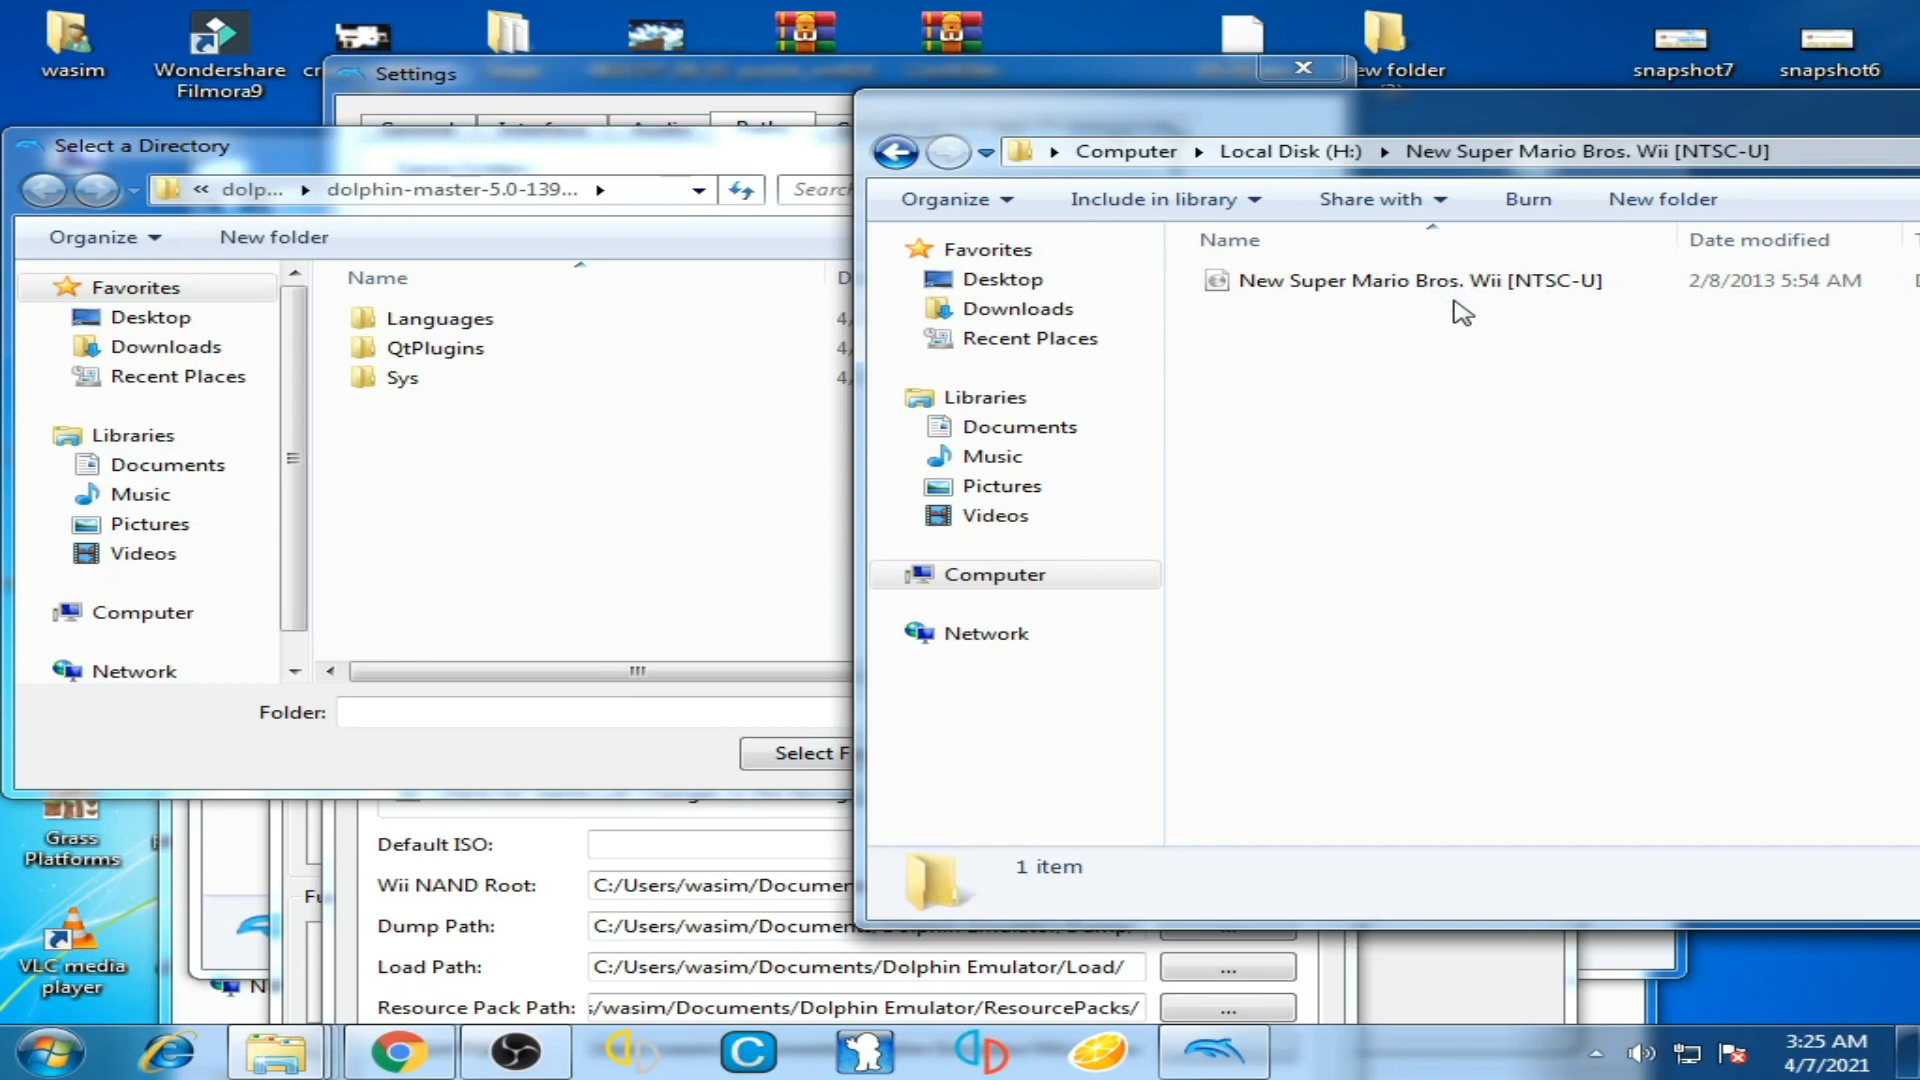 wasim
Wondershare
Filmora9
ew folder
snapshot7
snapshot6
Settings
Select a Directory
« dolp...
dolphin-master-5.0-139...
Organize
New folder
Name
Favorites
Desktop
Downloads
Recent Places
Libraries
Documents
Music
Pictures
Videos
Computer
Network
Languages
QtPlugins
Sys
4/
4/
4/
Folder:
Select F
Computer
Local Disk (H:)
New Super Mario Bros. Wii [NTSC-U]
Organize
Include in library
Share with
Burn
New folder
Name
Date modified
Favorites
Desktop
Downloads
Recent Places
Libraries
Documents
Music
Pictures
Videos
Computer
Network
New Super Mario Bros. Wii [NTSC-U]
2/8/2013 5:54 AM
1 item
Default ISO:
Wii NAND Root:
C:/Users/wasim/Documen
Dump Path:
C:/Users/wasim/Document
Load Path:
C:/Users/wasim/Documents/Dolphin Emulator/Load/
...
Resource Pack Path:
:/wasim/Documents/Dolphin Emulator/ResourcePacks/
...
Grass
Platforms
VLC media
player
3:25 AM
4/7/2021